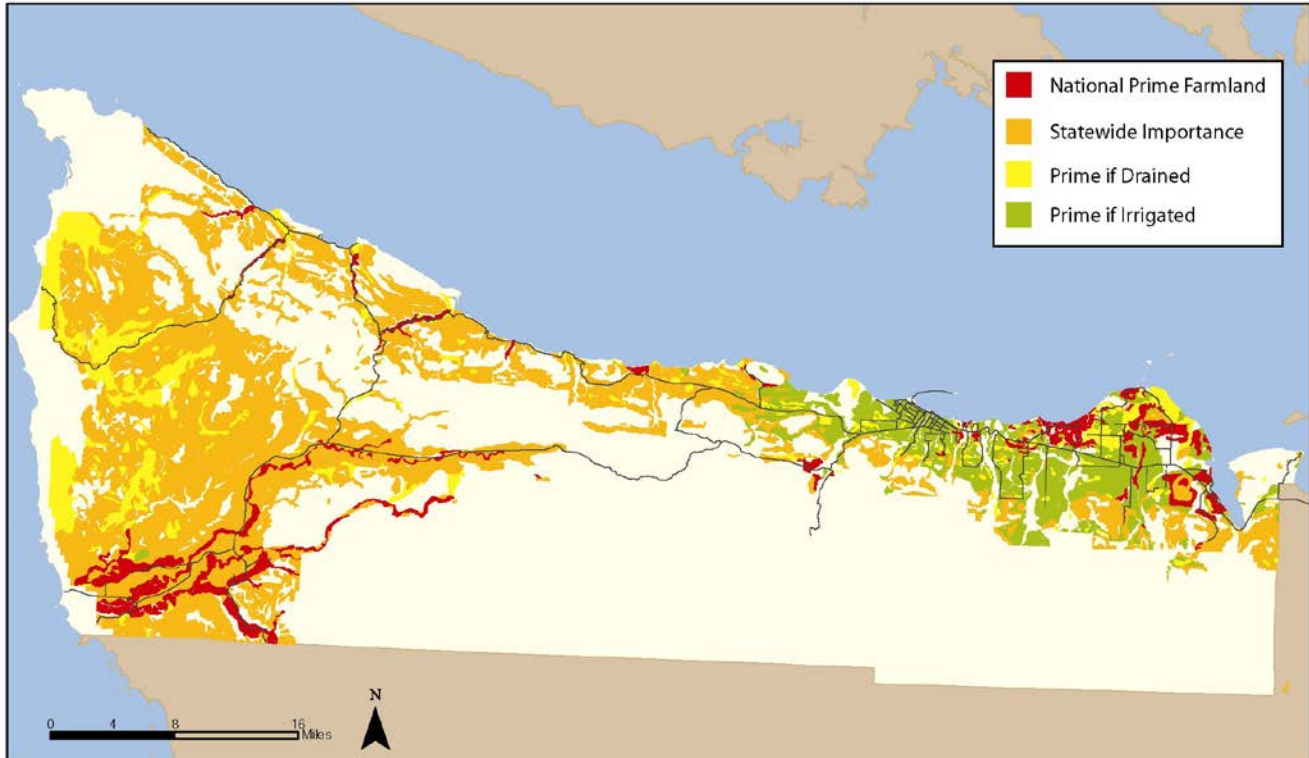 National Prime Farmland
Statewide Importance
Prime if Drained
Prime if Irrigated
N
0 4 8 16
Miles